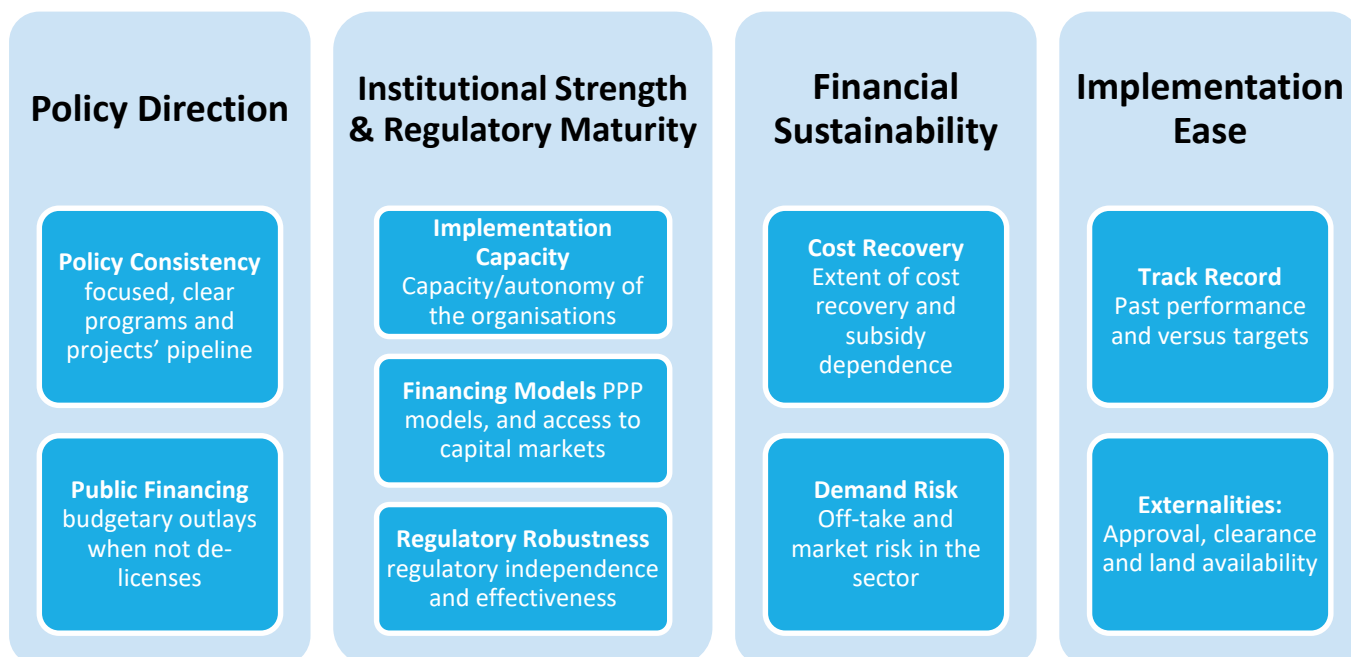 Policy Direction
Policy Consistency
focused, clear
programs and
projects’ pipeline
Public Financing
budgetary outlays
when not de-
licenses
Institutional Strength
& Regulatory Maturity
Implementation
Capacity
Capacity/autonomy of
the organisations
Financing Models PPP
models, and access to
capital markets
Regulatory Robustness
regulatory independence
and effectiveness
Financial
Sustainability
Cost Recovery
Extent of cost
recovery and
subsidy
dependence
Demand Risk
Off-take and
market risk in the
sector
Implementation
Ease
Track Record
Past performance
and versus targets
Externalities:
Approval, clearance
and land availability